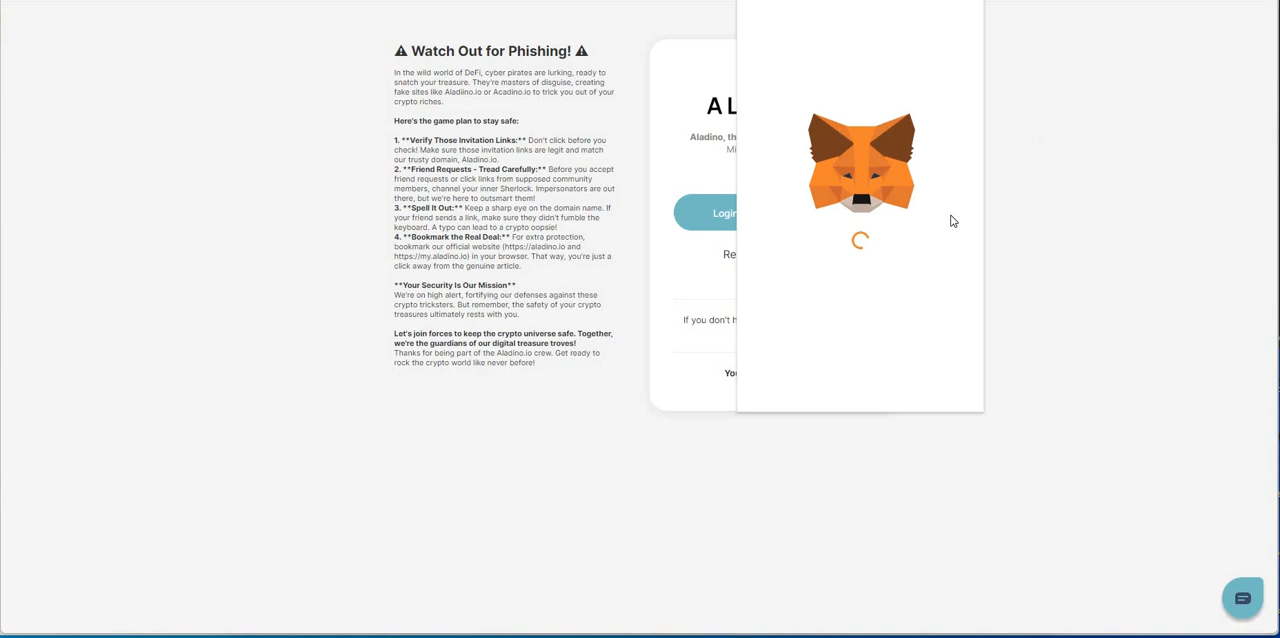 ⚠ Watch Out for Phishing! ⚠
In the wild world of DeFi, cyber pirates are lurking, ready to
snatch your treasure. They're masters of disguise, creating
fake sites like Aladiino.io or Acadino.io to trick you out of your
crypto riches.
Here's the game plan to stay safe:
1. **Verify Those Invitation Links:** Don't click before you
check! Make sure those invitation links are legit and match
our trusty domain, Aladino.io.
2. **Friend Requests - Tread Carefully:** Before you accept
friend requests or click links from supposed community
members, channel your inner Sherlock. Impersonators are out
there, but we're here to outsmart them!
3. **Spell It Out:** Keep a sharp eye on the domain name. If
your friend sends a link, make sure they didn't fumble the
keyboard. A typo can lead to a crypto oopsie!
4. **Bookmark the Real Deal:** For extra protection,
bookmark our official website (https://aladino.io and
https://my.aladino.io) in your browser. That way, you're just a
click away from the genuine article.
**Your Security Is Our Mission**
We're on high alert, fortifying our defenses against these
crypto tricksters. But remember, the safety of your crypto
treasures ultimately rests with you.
Let's join forces to keep the crypto universe safe. Together,
we're the guardians of our digital treasure troves!
Thanks for being part of the Aladino.io crew. Get ready to
rock the crypto world like never before!
AL
Aladino, th
Mi
Login
Re
If you don't h
You